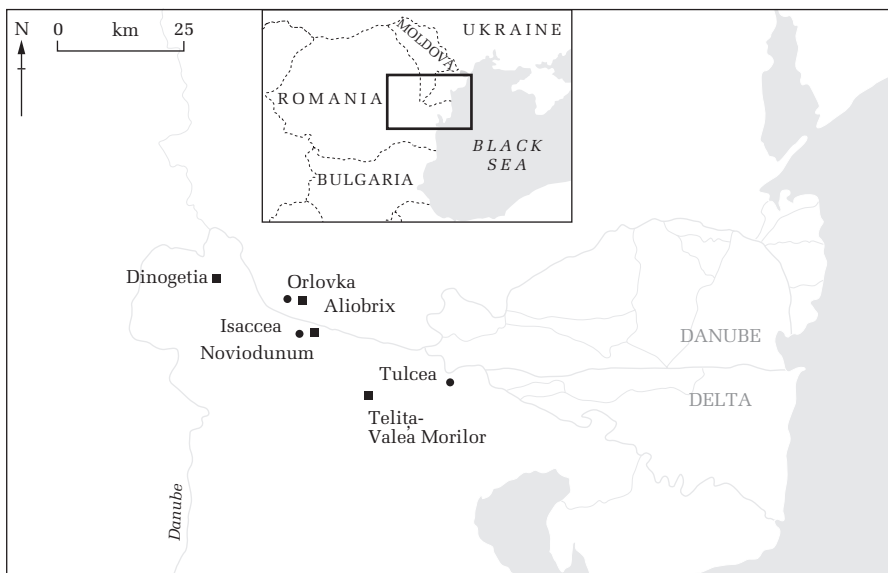 N
0 km 25
MOLDOVA
UKRAINE
ROMANIA
BLACK
SEA
BULGARIA
Dinogetia
Orlovka
Aliobrix
Isaccea
Noviodunum
DANUBE
Tulcea
DELTA
Telița-
Valea Morilor
Danube